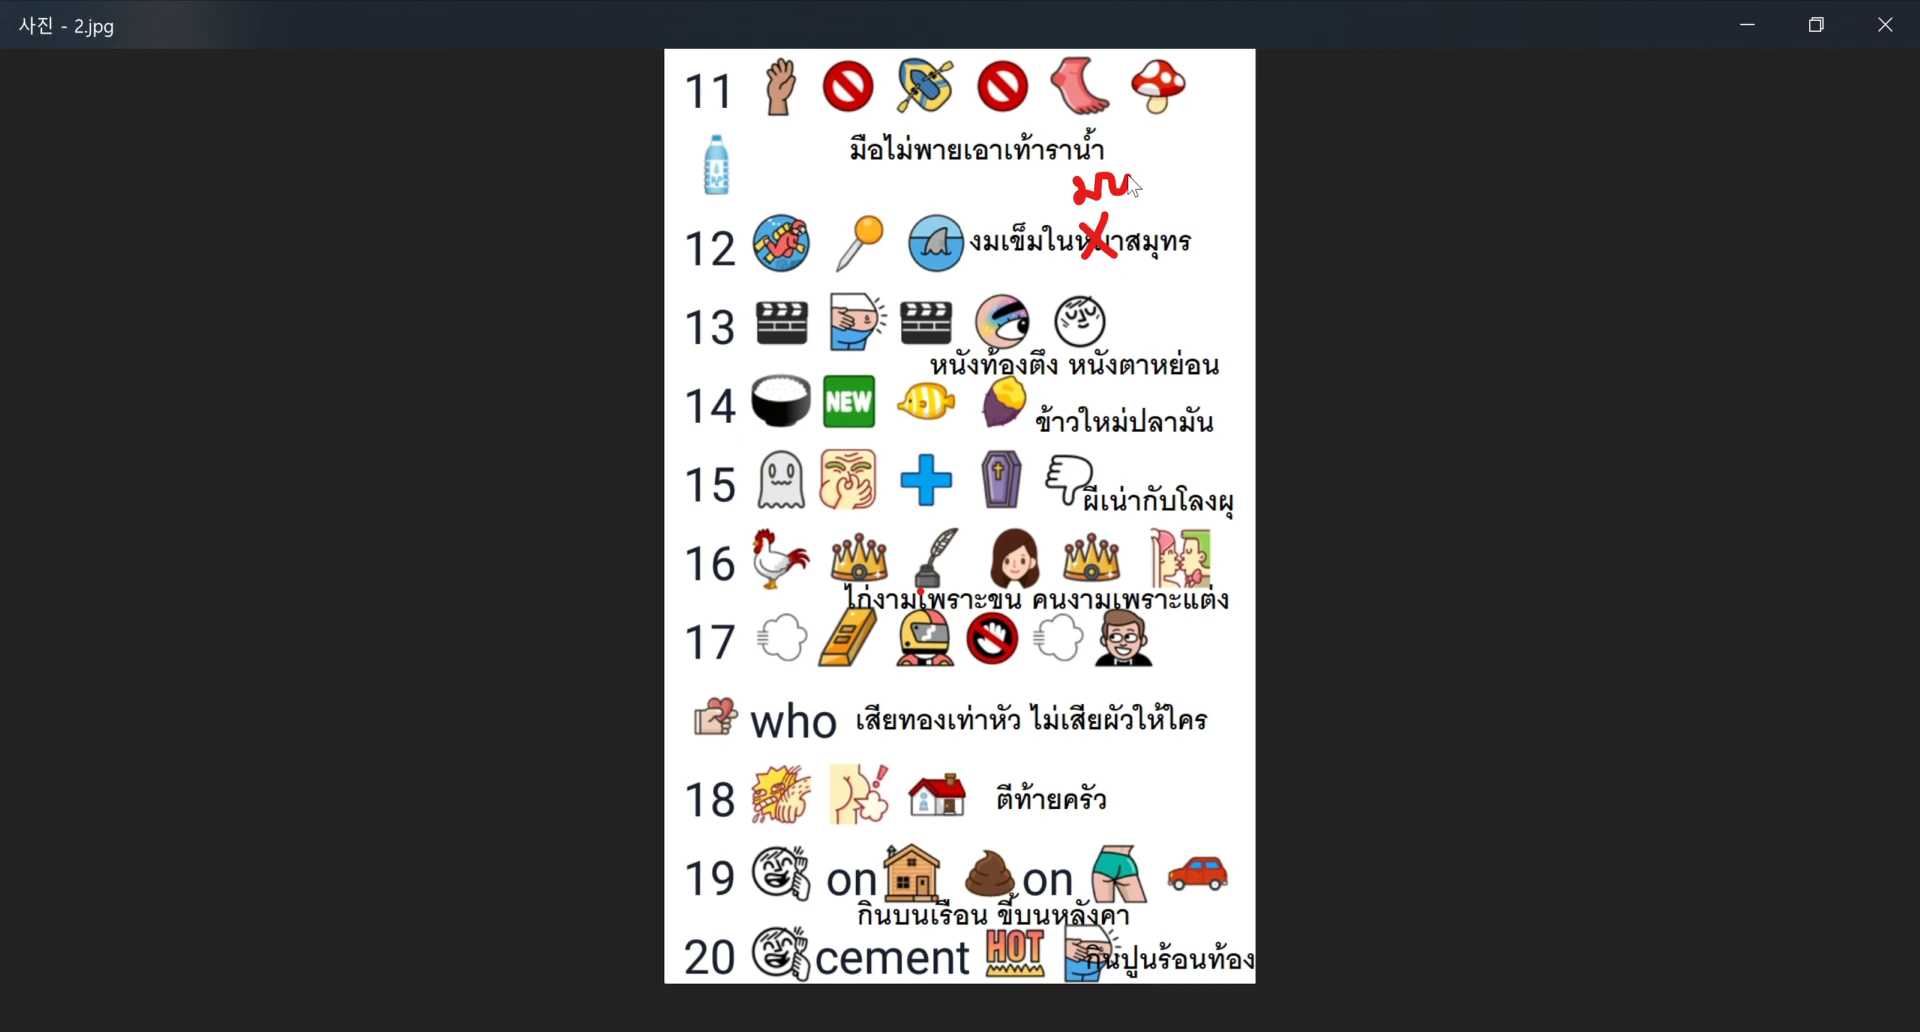 사진 - 2.jpg
11
มือไม่พายเอาเท้าราน้ำ
12 งมเข็มในหมาสมุทร
13
หนังท้องตึง หนังตาหย่อน
14 NEW ข้าวใหม่ปลามัน
15 ผีเน่ากับโลงผุ
16
ไก่งามเพราะขน คนงามเพราะแต่ง
17
who เสียทองเท่าหัว ไม่เสียผัวให้ใคร
18 ตีท้ายครัว
19 on on
กินบนเรือน ขี้บนหลังคา
20 cement HOT กินปูนร้อนท้อง